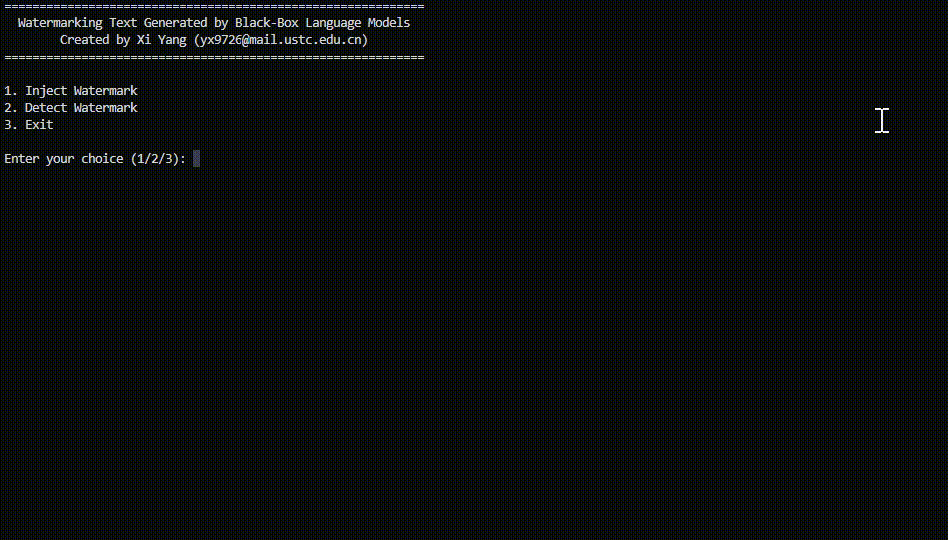 ============================================================
Watermarking Text Generated by Black-Box Language Models
Created by Xi Yang (yx9726@mail.ustc.edu.cn)
============================================================
1. Inject Watermark
2. Detect Watermark
3. Exit
Enter your choice (1/2/3):